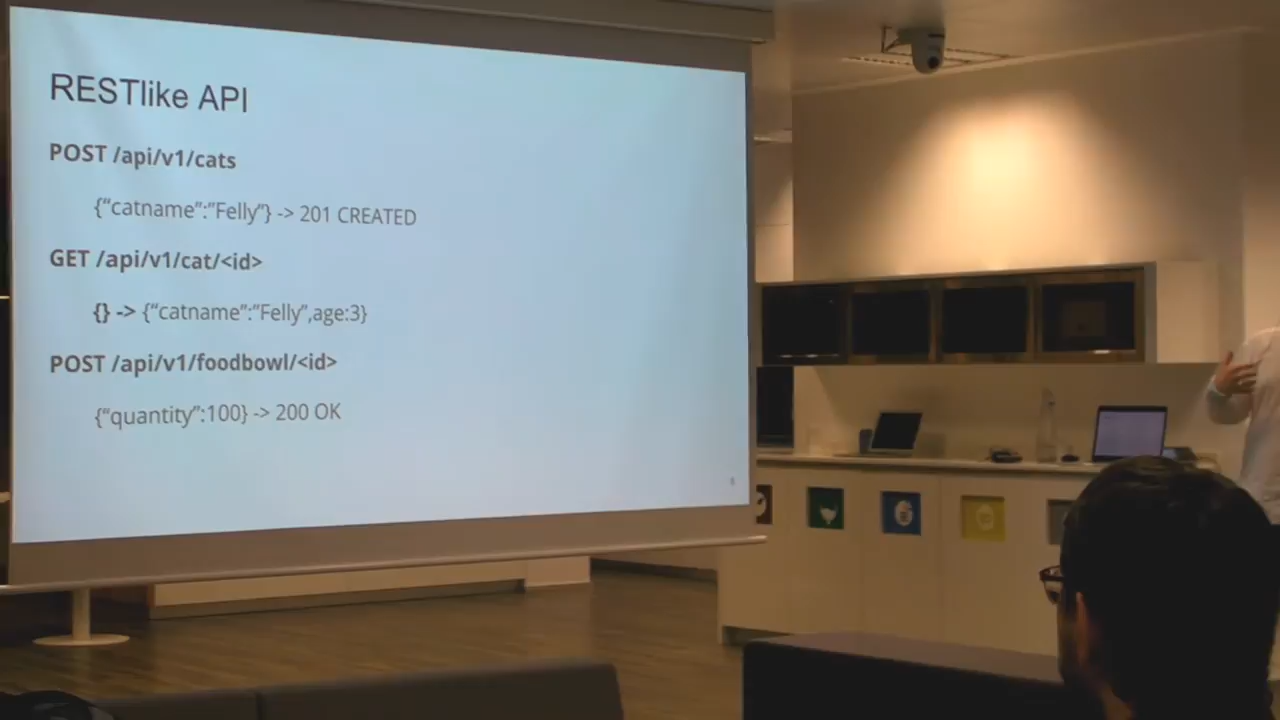 RESTlike API
POST /api/v1/cats
{“catname”:”Felly”} -> 201 CREATED
GET /api/v1/cat/<id>
{} -> {“catname”:”Felly”,age:3}
POST /api/v1/foodbowl/<id>
{“quantity”:100} -> 200 OK